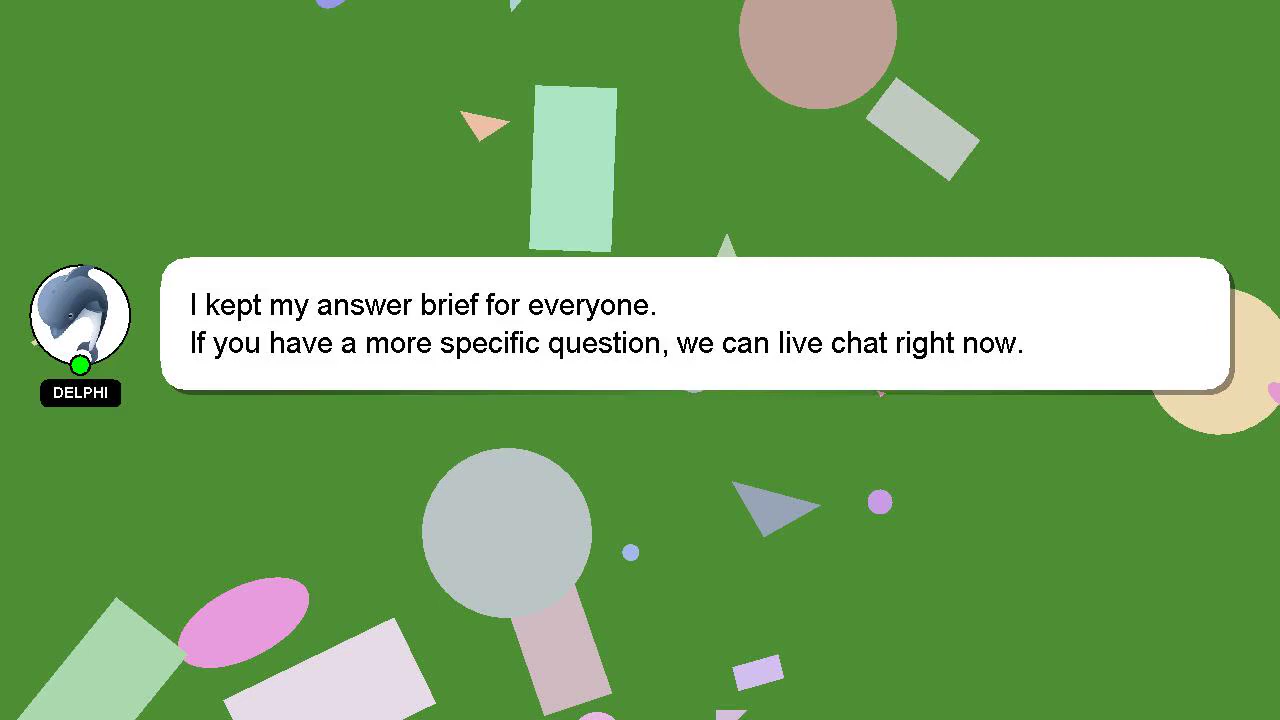 I kept my answer brief for everyone.
If you have a more specific question, we can live chat right now.
DELPHI